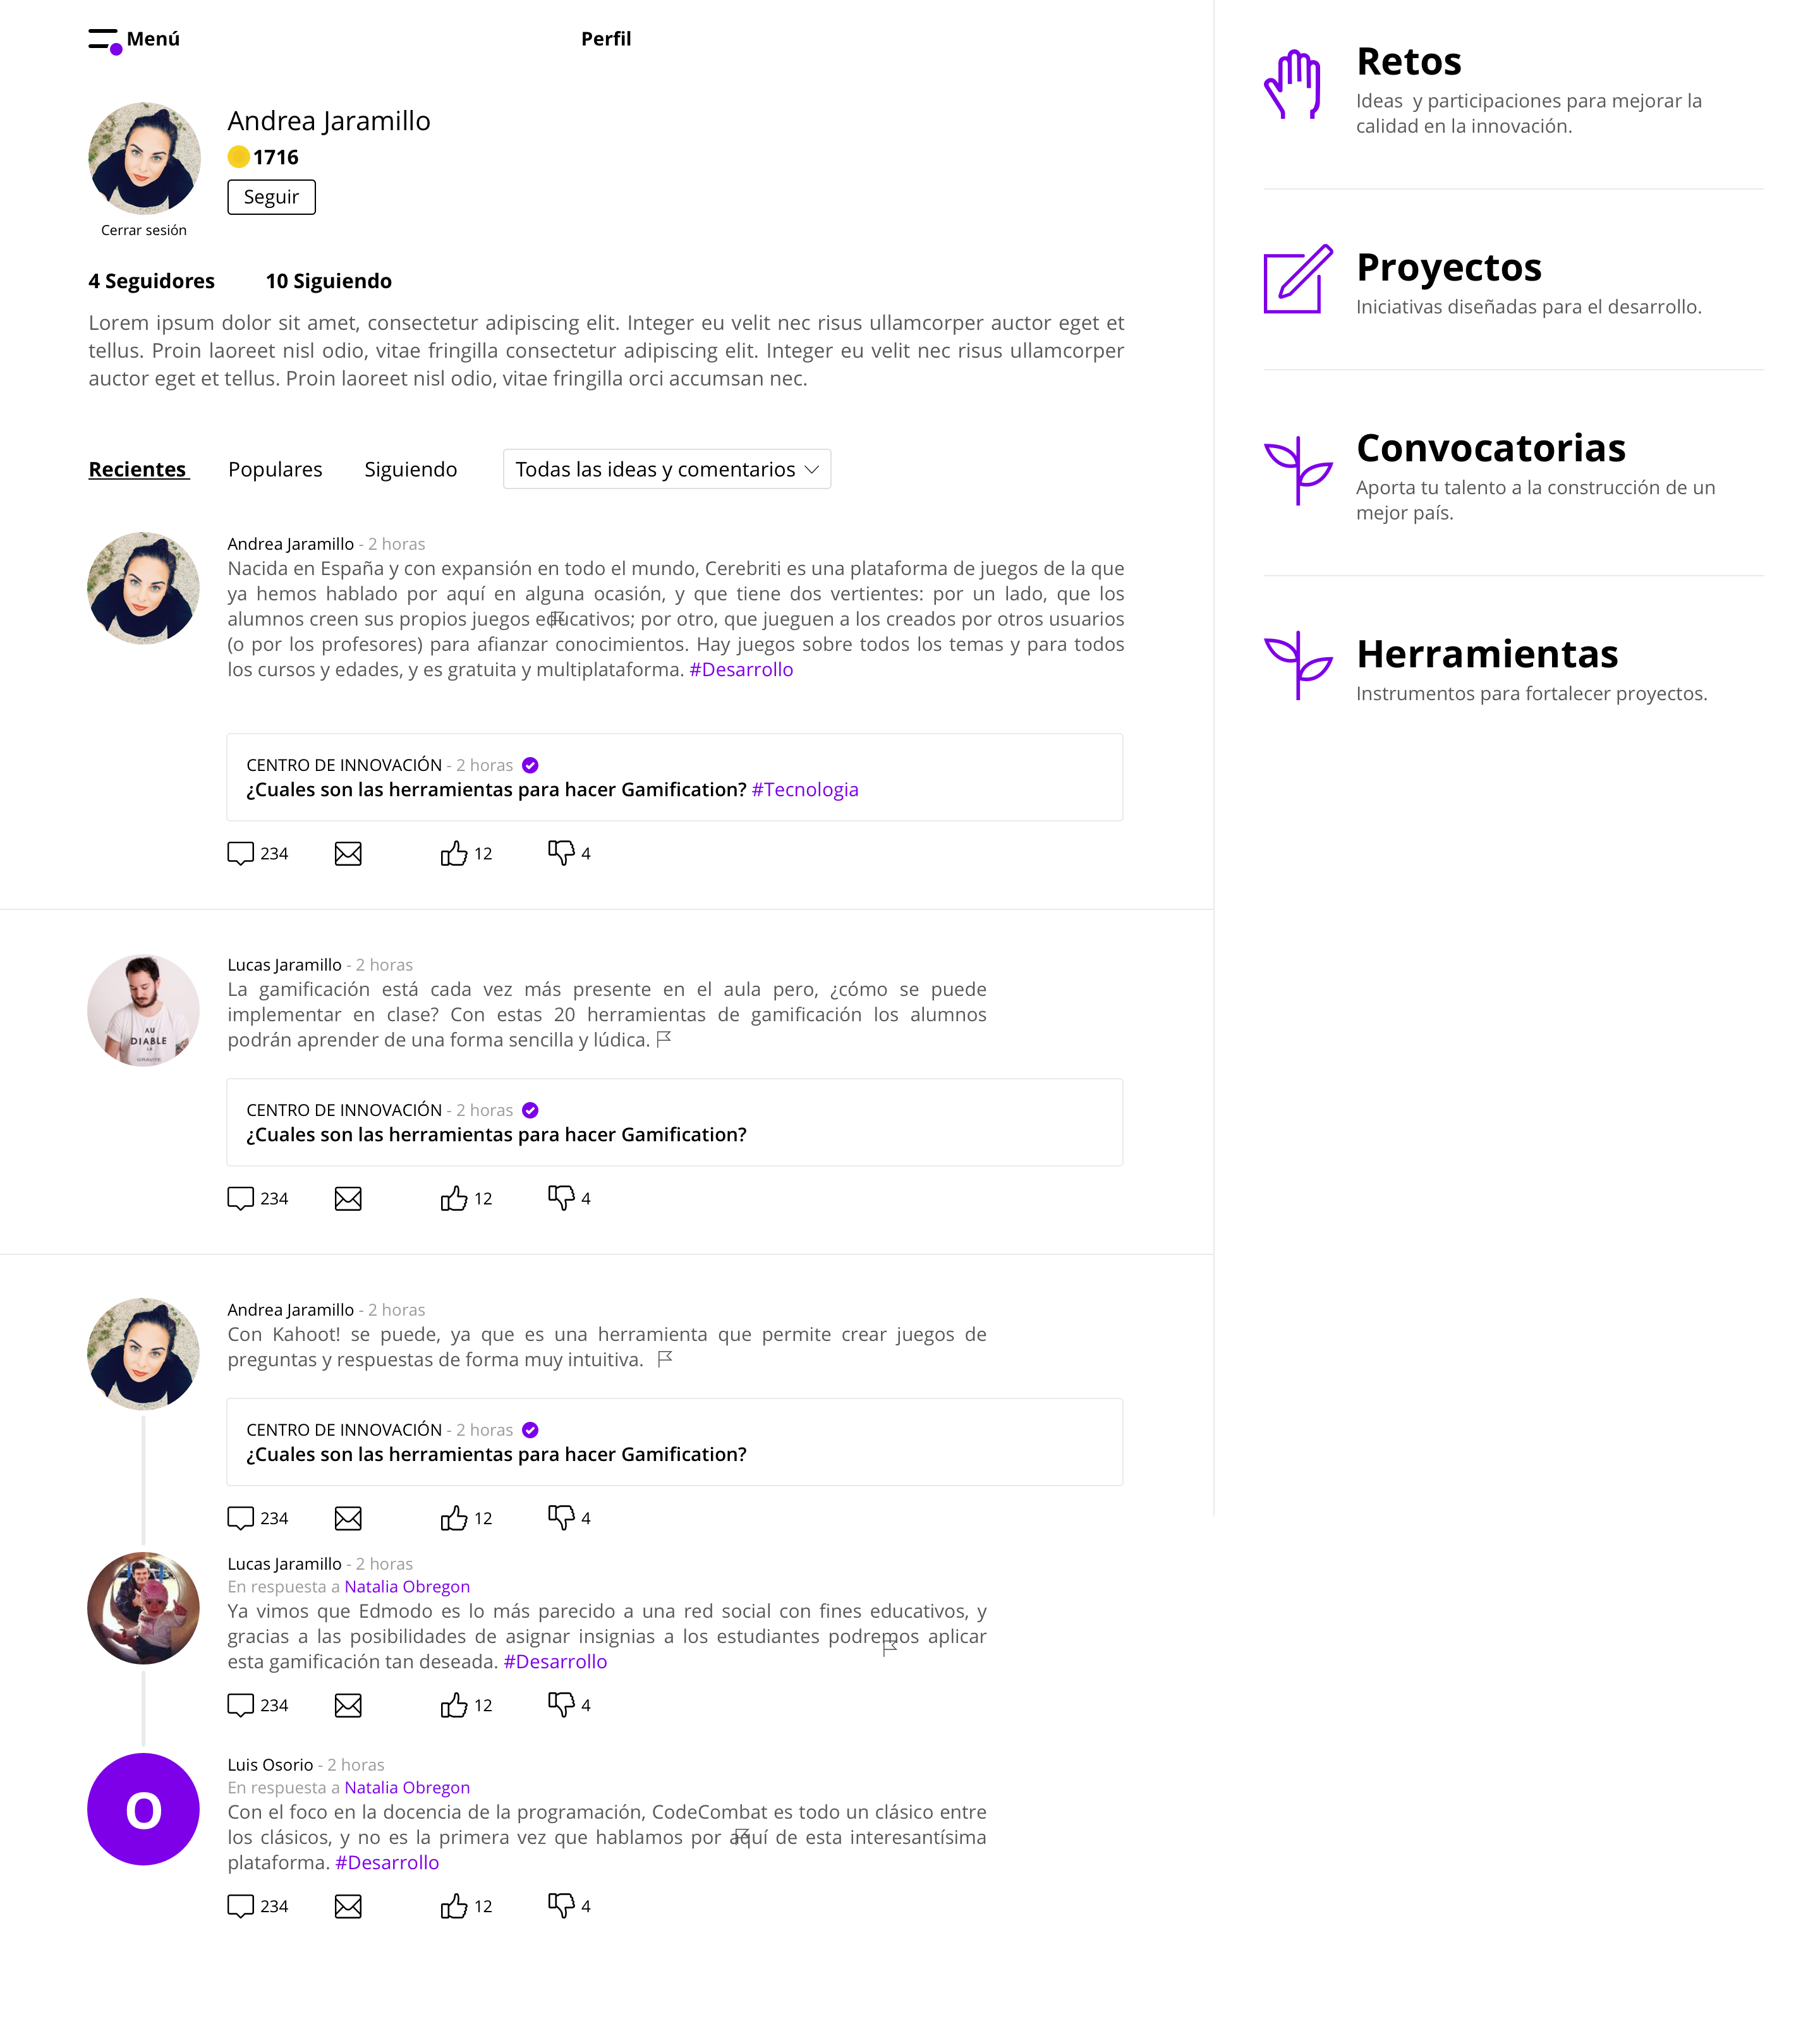 Menú
Perfil
Andrea Jaramillo
1716
Seguir
Cerrar sesión
4 Seguidores
10 Siguiendo
Lorem ipsum dolor sit amet, consectetur adipiscing elit. Integer eu velit nec risus ullamcorper auctor eget et
tellus. Proin laoreet nisl odio, vitae fringilla consectetur adipiscing elit. Integer eu velit nec risus ullamcorper
auctor eget et tellus. Proin laoreet nisl odio, vitae fringilla orci accumsan nec.
Recientes
Populares
Siguiendo
Todas las ideas y comentarios
Andrea Jaramillo - 2 horas
Nacida en España y con expansión en todo el mundo, Cerebriti es una plataforma de juegos de la que
ya hemos hablado por aquí en alguna ocasión, y que tiene dos vertientes: por un lado, que los
alumnos creen sus propios juegos educativos; por otro, que jueguen a los creados por otros usuarios
(o por los profesores) para afianzar conocimientos. Hay juegos sobre todos los temas y para todos
los cursos y edades, y es gratuita y multiplataforma. #Desarrollo
CENTRO DE INNOVACIÓN - 2 horas
¿Cuales son las herramientas para hacer Gamification? #Tecnologia
234
12
4
Lucas Jaramillo - 2 horas
La gamificación está cada vez más presente en el aula pero, ¿cómo se puede
implementar en clase? Con estas 20 herramientas de gamificación los alumnos
podrán aprender de una forma sencilla y lúdica.
AU
DIABLE
LA
GRAVITÉ
CENTRO DE INNOVACIÓN - 2 horas
¿Cuales son las herramientas para hacer Gamification?
234
12
4
Andrea Jaramillo - 2 horas
Con Kahoot! se puede, ya que es una herramienta que permite crear juegos de
preguntas y respuestas de forma muy intuitiva.
CENTRO DE INNOVACIÓN - 2 horas
¿Cuales son las herramientas para hacer Gamification?
234
12
4
Lucas Jaramillo - 2 horas
En respuesta a Natalia Obregon
Ya vimos que Edmodo es lo más parecido a una red social con fines educativos, y
gracias a las posibilidades de asignar insignias a los estudiantes podremos aplicar
esta gamificación tan deseada. #Desarrollo
234
12
4
O
Luis Osorio - 2 horas
En respuesta a Natalia Obregon
Con el foco en la docencia de la programación, CodeCombat es todo un clásico entre
los clásicos, y no es la primera vez que hablamos por aquí de esta interesantísima
plataforma. #Desarrollo
234
12
4
Retos
Ideas  y participaciones para mejorar la
calidad en la innovación.
Proyectos
Iniciativas diseñadas para el desarrollo.
Convocatorias
Aporta tu talento a la construcción de un
mejor país.
Herramientas
Instrumentos para fortalecer proyectos.